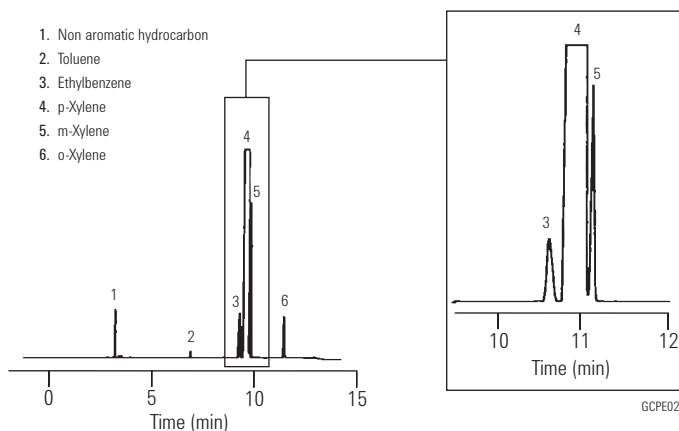 1. Non aromatic hydrocarbon
2. Toluene
3. Ethylbenzene
4. p-Xylene
5. m-Xylene
6. o-Xylene
4
5
3
1
2
6
0 5 10 15
Time (min)
4
5
3
10 11 12
Time (min)
GCPE02